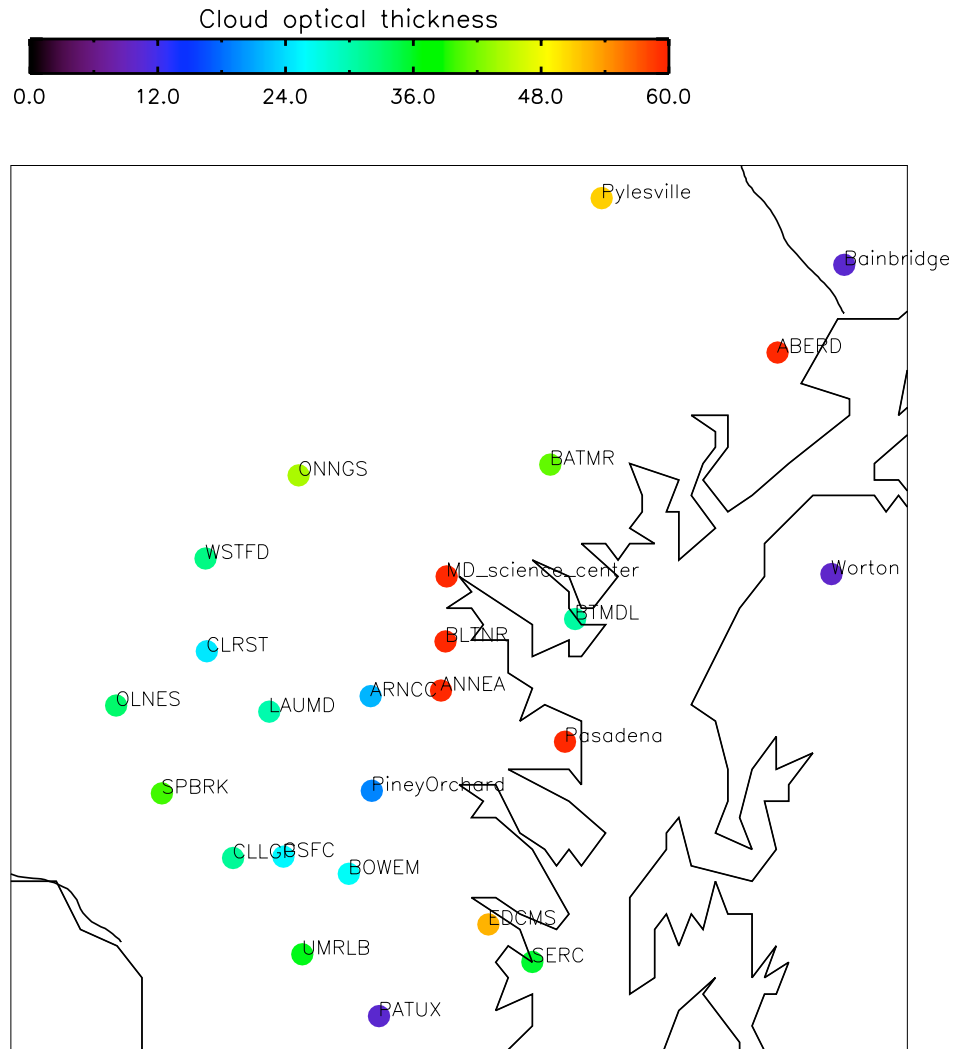 Cloud optical thickness
0.0 12.0 24.0 36.0 48.0 60.0
Pylesville
Bainbridge
ABERD
BATMR
ONNGS
WSTFD
MD_science_center
Worton
BTMDL
BLTNR
CLRST
ANNEA
ARNCC
OLNES
LAUMD
Pasadena
PineyOrchard
SPBRK
CLLGP
GSFC
BOWEM
EDCMS
UMRLB
SERC
PATUX